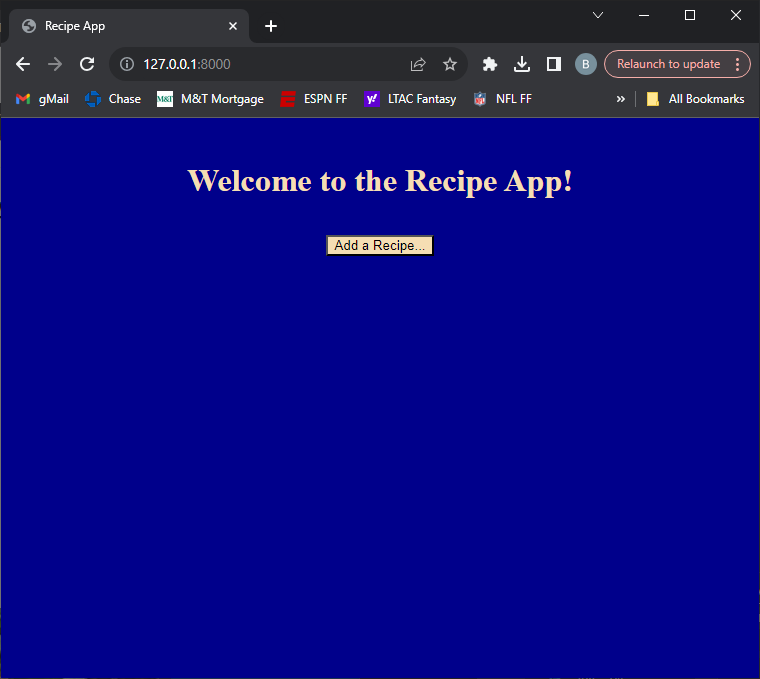 Recipe App
127.0.0.1:8000
B
Relaunch to update
gMail
Chase
M&T
M&T Mortgage
ESPN FF
y!
LTAC Fantasy
NFL FF
»
All Bookmarks
Welcome to the Recipe App!
Add a Recipe...